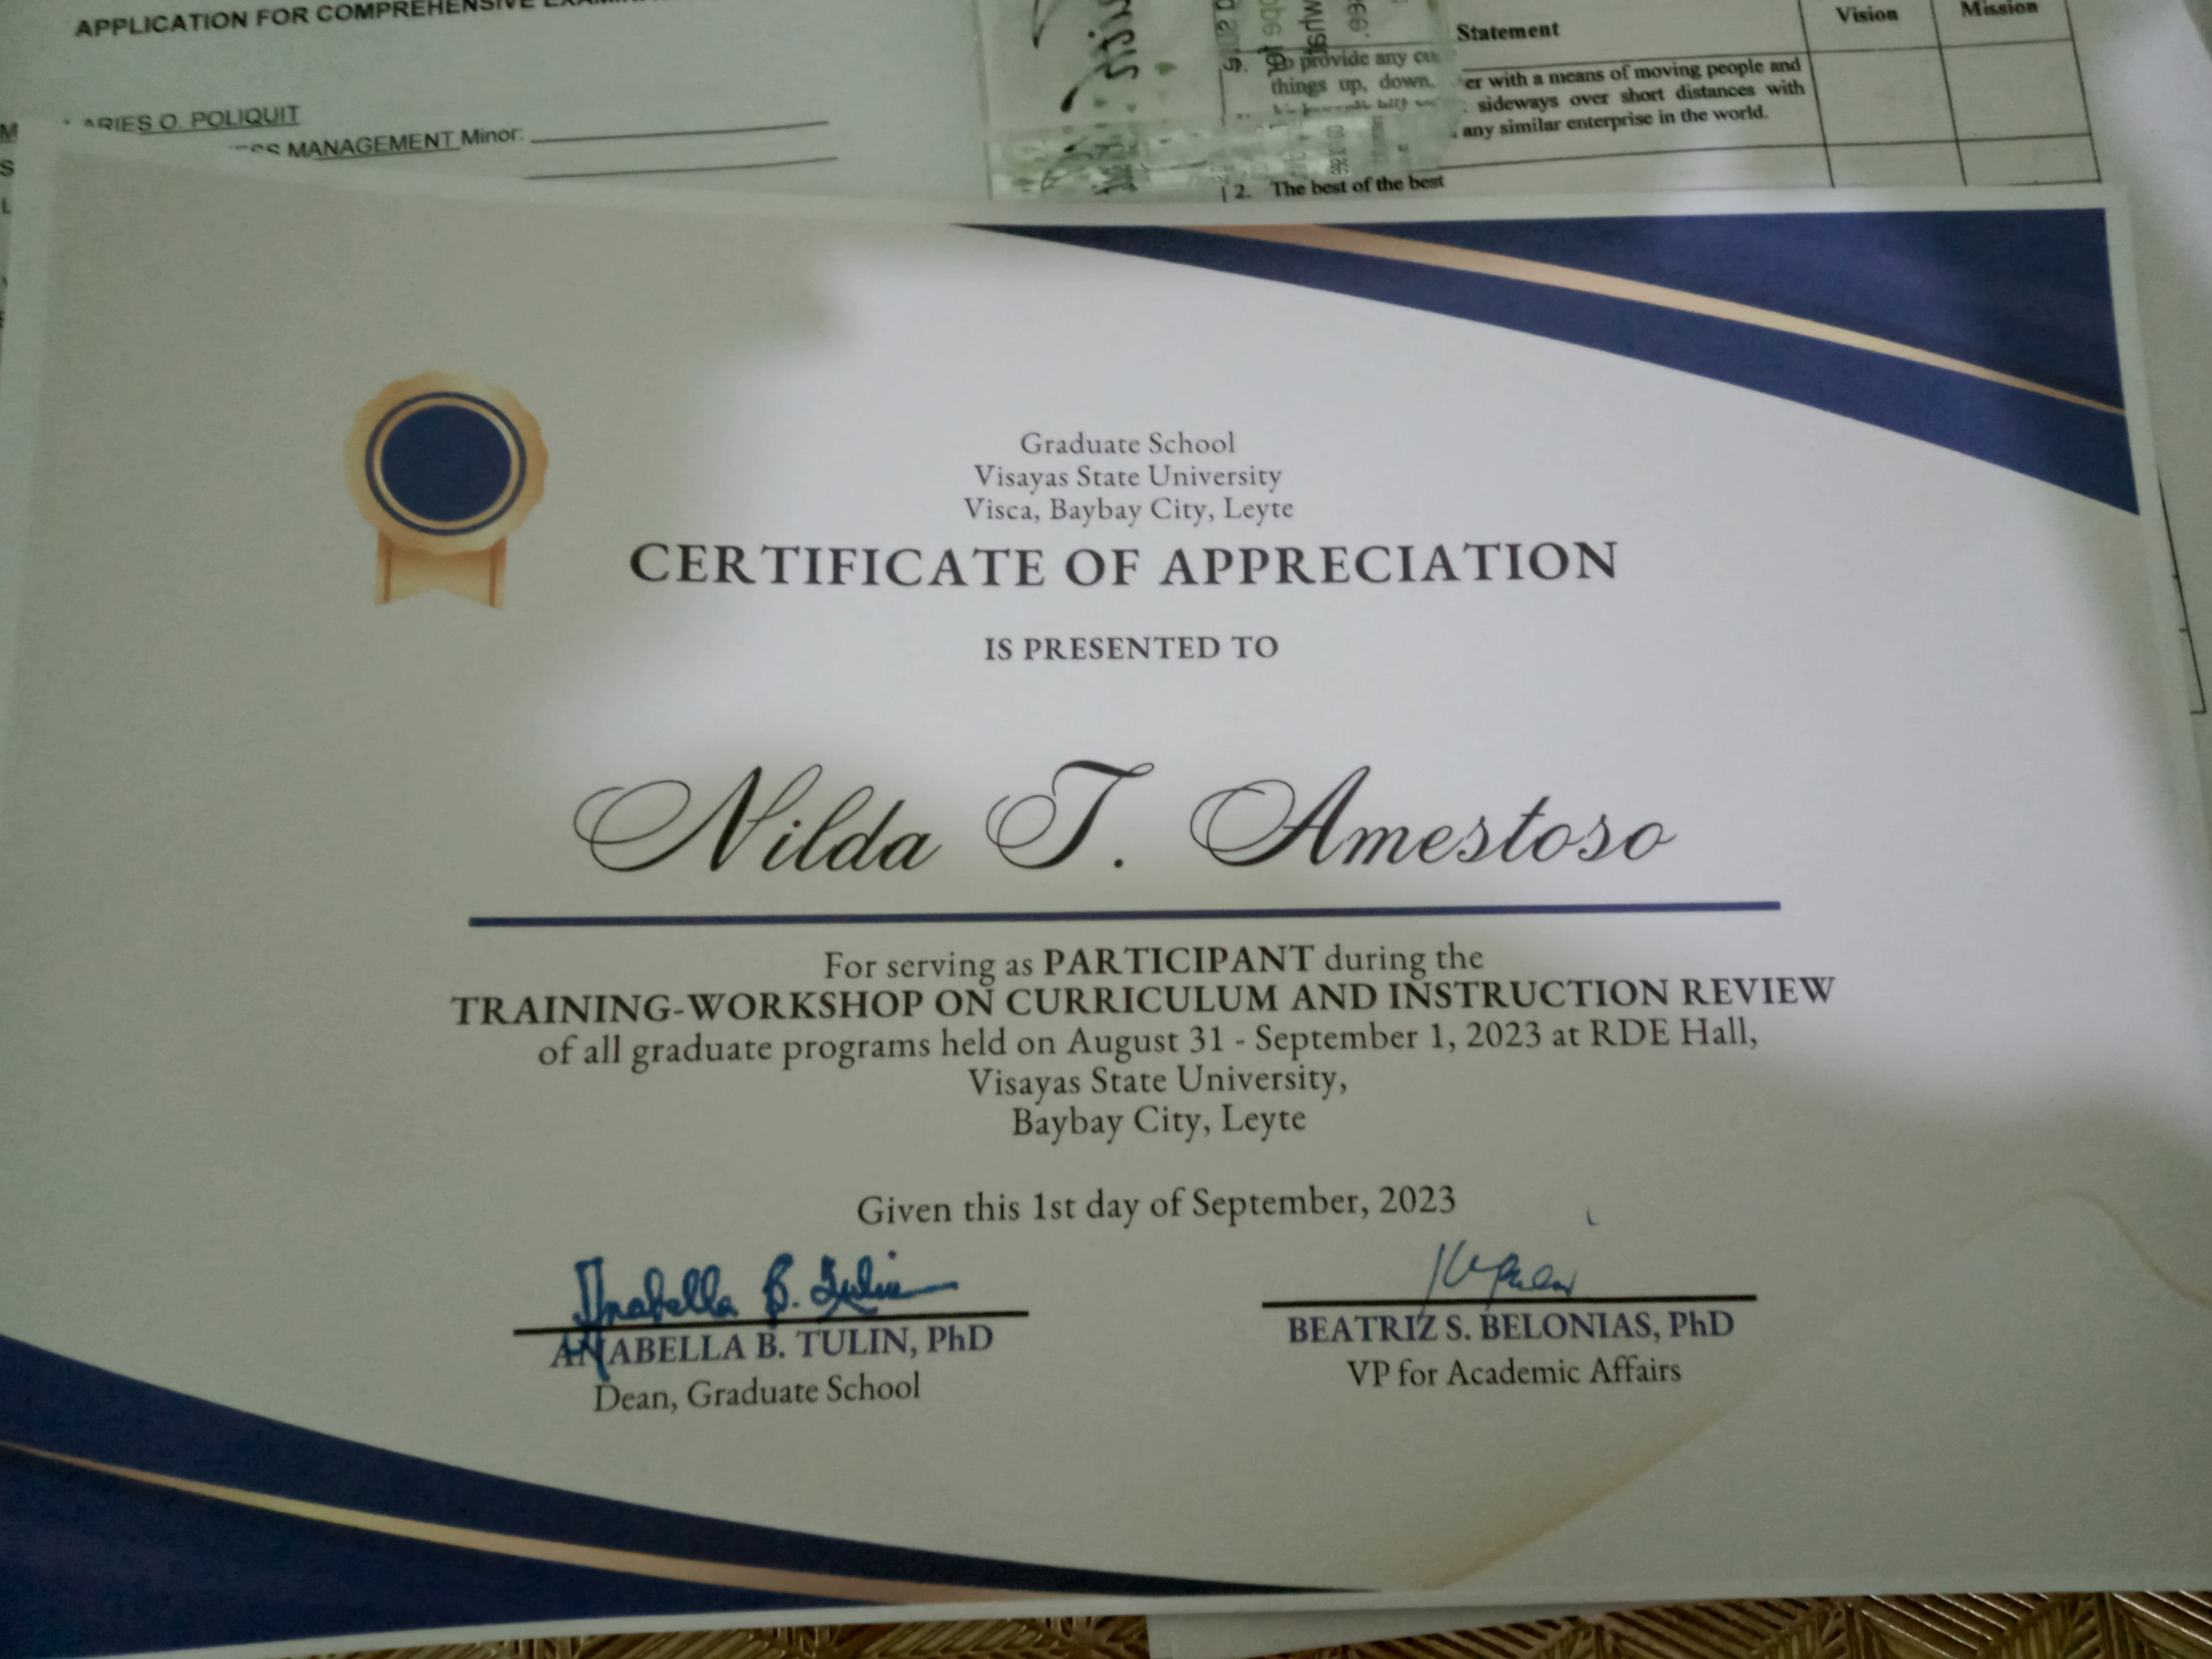 APPLICATION FOR COMPREHENSIVE
ARIES O. POLIQUIT
MANAGEMENT Minor:
Statement
Vision
Mission
provide any
things up, down,
er with a means of moving people and
sideways over short distances with
any similar enterprise in the world.
2. The best of the best
Graduate School
Visayas State University
Visca, Baybay City, Leyte
CERTIFICATE OF APPRECIATION
IS PRESENTED TO
Nilda T. Amestoso
For serving as PARTICIPANT during the
TRAINING-WORKSHOP ON CURRICULUM AND INSTRUCTION REVIEW
of all graduate programs held on August 31 - September 1, 2023 at RDE Hall,
Visayas State University,
Baybay City, Leyte
Given this 1st day of September, 2023
Anabella B. Tulin
ANABELLA B. TULIN, PhD
Dean, Graduate School
BEATRIZ S. BELONIAS, PhD
VP for Academic Affairs